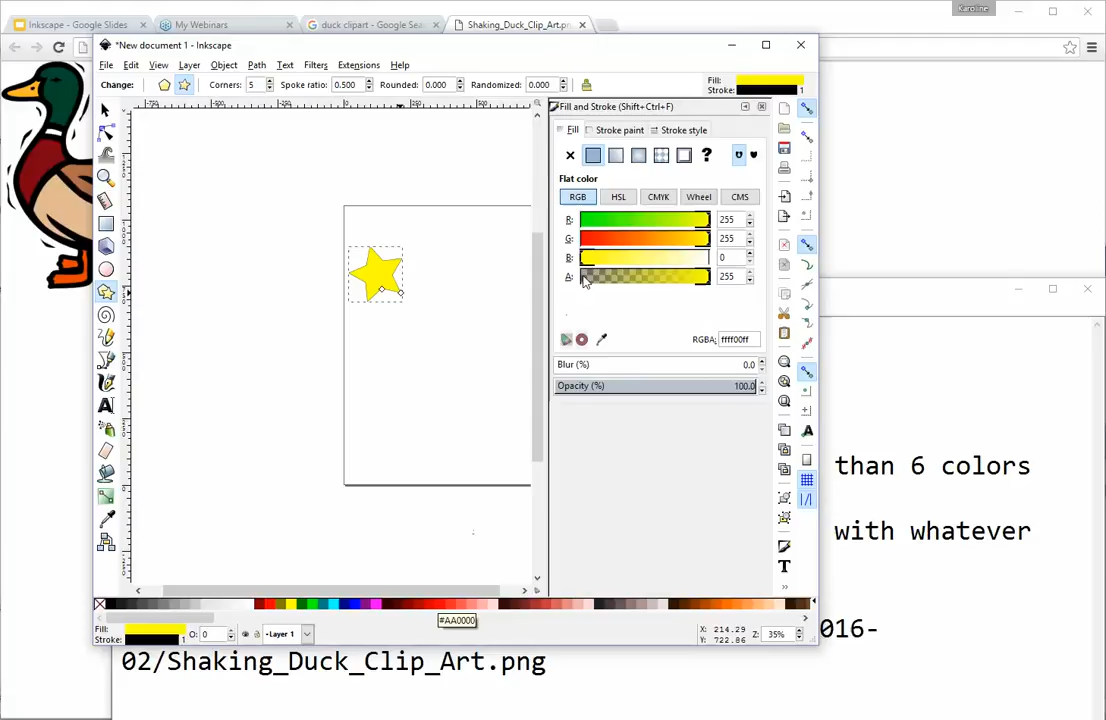 Karoline
Inkscape - Google Slides
My Webinars
duck clipart - Google Sea
Shaking_Duck_Clip_Art.pn
*New document 1 - Inkscape
File Edit View Layer Object Path Text Filters Extensions Help
Change: Corners: 5 Spoke ratio: 0.500 Rounded: 0.000 Randomized: 0.000
Fill:
Stroke: 1
Fill and Stroke (Shift+Ctrl+F)
Fill Stroke paint Stroke style
Flat color
RGB HSL CMYK Wheel CMS
R: 255
G: 255
B: 0
A: 255
RGBA: ffff00ff
Blur (%) 0.0
Opacity (%) 100.0
than 6 colors
with whatever
#AA0000
Fill:
Stroke: 1
O: 0
Layer 1
X: 214.29
Y: 722.86
Z: 35%
016-
02/Shaking_Duck_Clip_Art.png